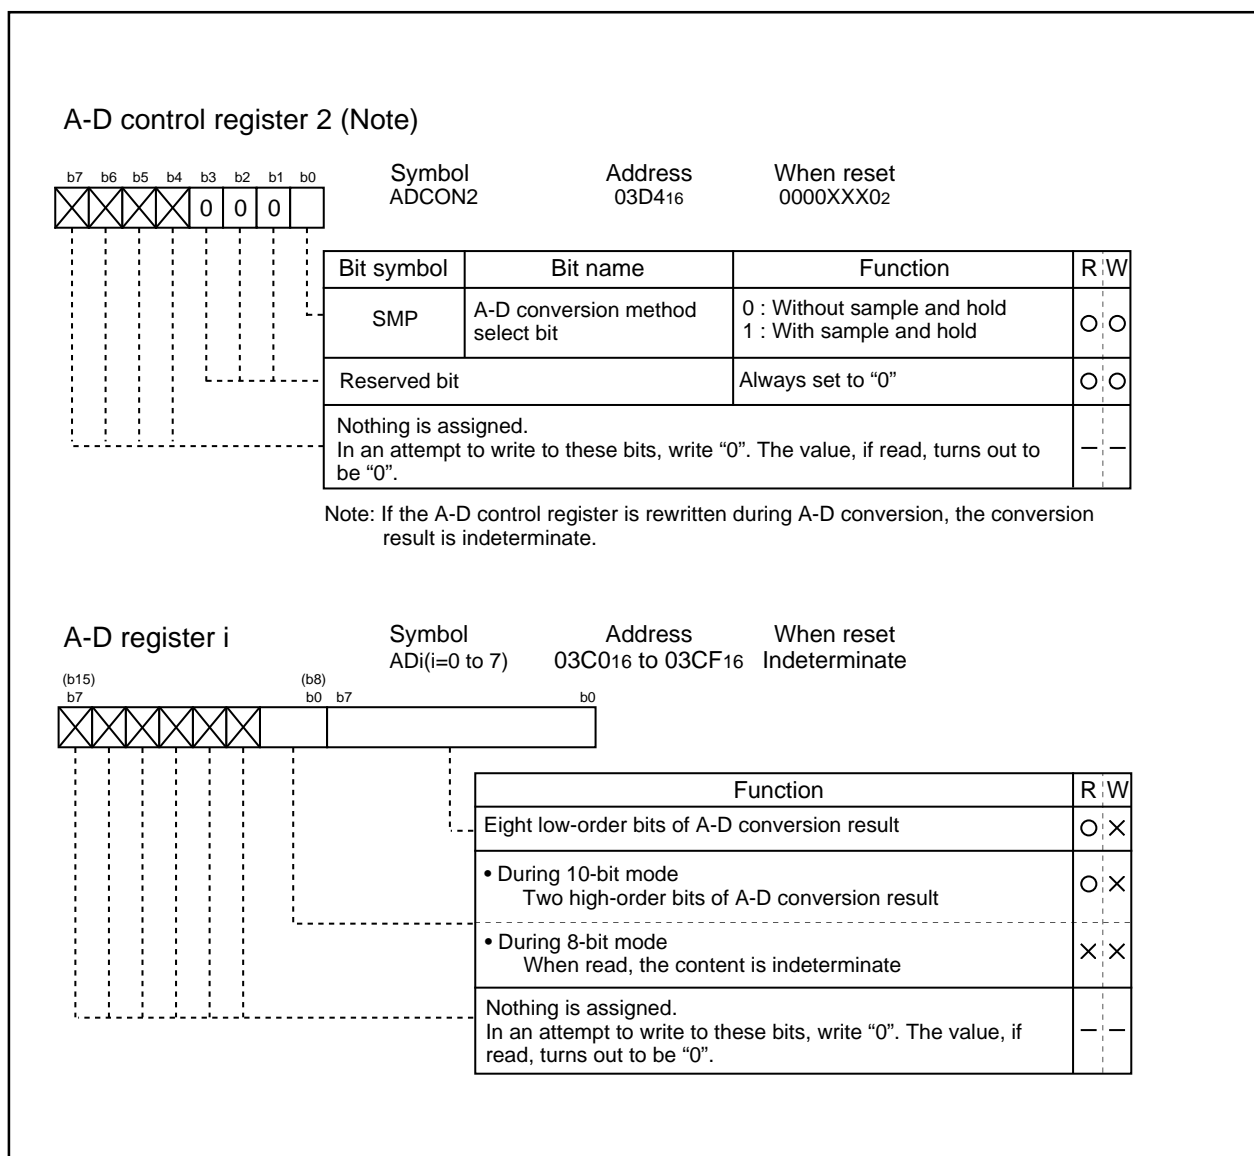 A-D control register 2 (Note)
Symbol Address When reset
ADCON2 03D416 0000XXX02
b7 b6 b5 b4 b3 b2 b1 b0
0 0 0
Bit symbol Bit name Function R W
SMP A-D conversion method select bit 0 : Without sample and hold
1 : With sample and hold
Reserved bit Always set to “0”
Nothing is assigned.
In an attempt to write to these bits, write “0”. The value, if read, turns out to
be “0”.
Note: If the A-D control register is rewritten during A-D conversion, the conversion
result is indeterminate.
A-D register i
Symbol Address When reset
ADi(i=0 to 7) 03C016 to 03CF16 Indeterminate
(b15) (b8)
b7 b0 b7 b0
Function R W
Eight low-order bits of A-D conversion result
• During 10-bit mode
Two high-order bits of A-D conversion result
• During 8-bit mode
When read, the content is indeterminate
Nothing is assigned.
In an attempt to write to these bits, write “0”. The value, if
read, turns out to be “0”.